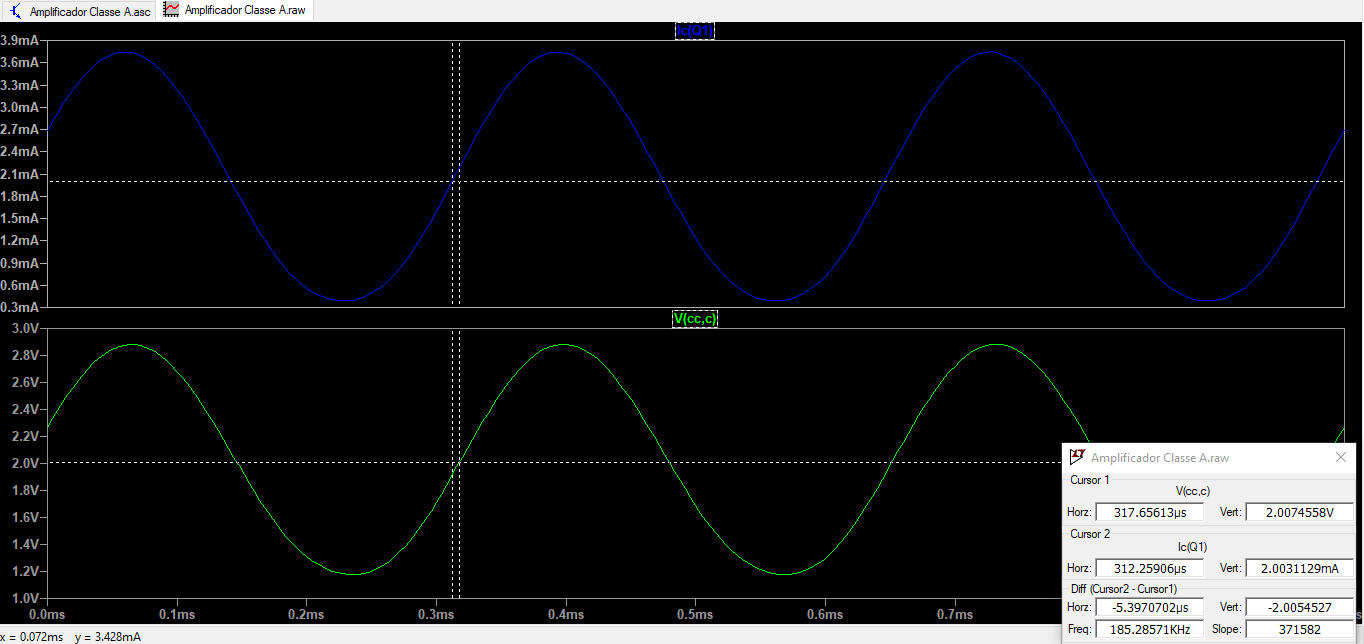 Amplificador Classe A.asc Amplificador Classe A.raw
Ic(Q1)
3.9mA
3.6mA
3.3mA
3.0mA
2.7mA
2.4mA
2.1mA
1.8mA
1.5mA
1.2mA
0.9mA
0.6mA
0.3mA
V(cc,c)
3.0V
2.8V
2.6V
2.4V
2.2V
2.0V
1.8V
1.6V
1.4V
1.2V
1.0V
0.0ms 0.1ms 0.2ms 0.3ms 0.4ms 0.5ms 0.6ms 0.7ms
Amplificador Classe A.raw
Cursor 1
V(cc,c)
Horz: 317.65613µs Vert: 2.0074558V
Cursor 2
Ic(Q1)
Horz: 312.25906µs Vert: 2.0031129mA
Diff (Cursor2 - Cursor1)
Horz: -5.3970702µs Vert: -2.0054527
Freq: 185.28571KHz Slope: 371582
x = 0.072ms y = 3.428mA